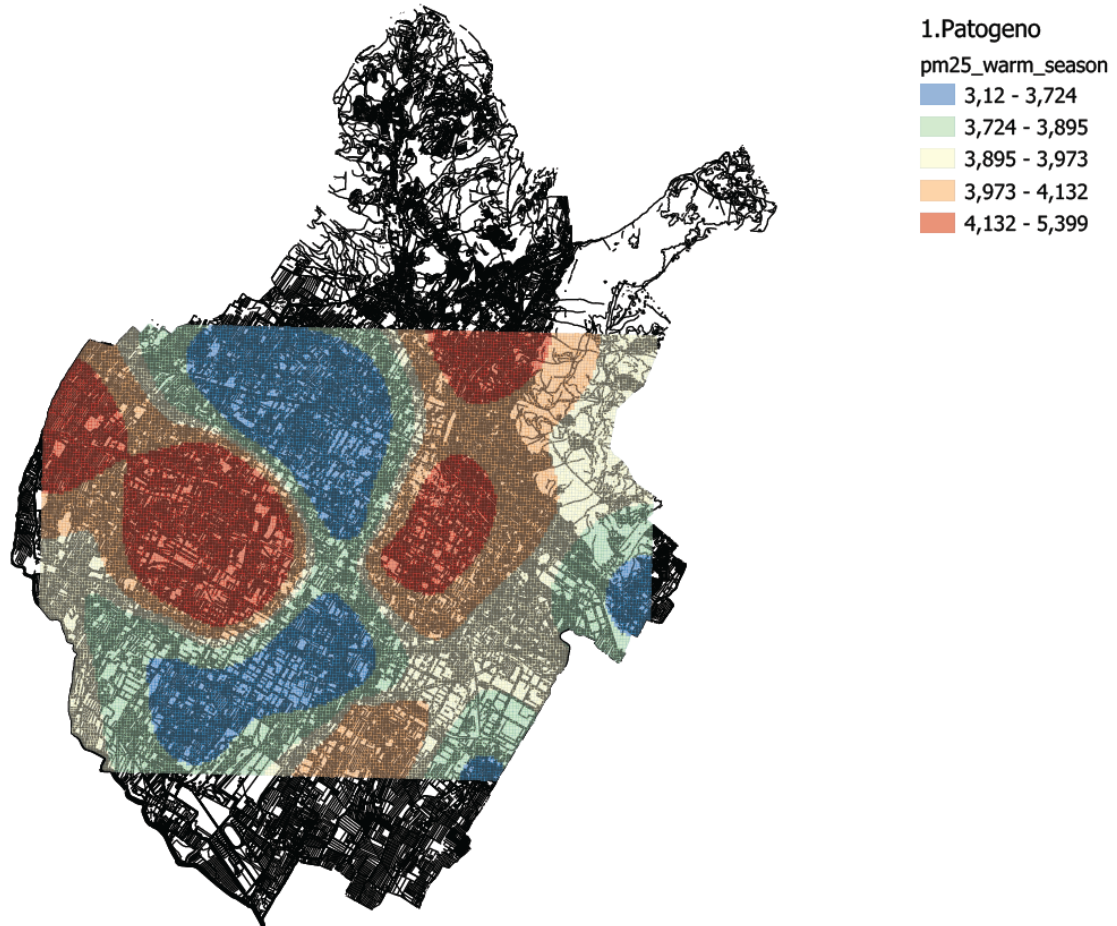 1.Patogeno
pm25_warm_season
3,12 - 3,724
3,724 - 3,895
3,895 - 3,973
3,973 - 4,132
4,132 - 5,399